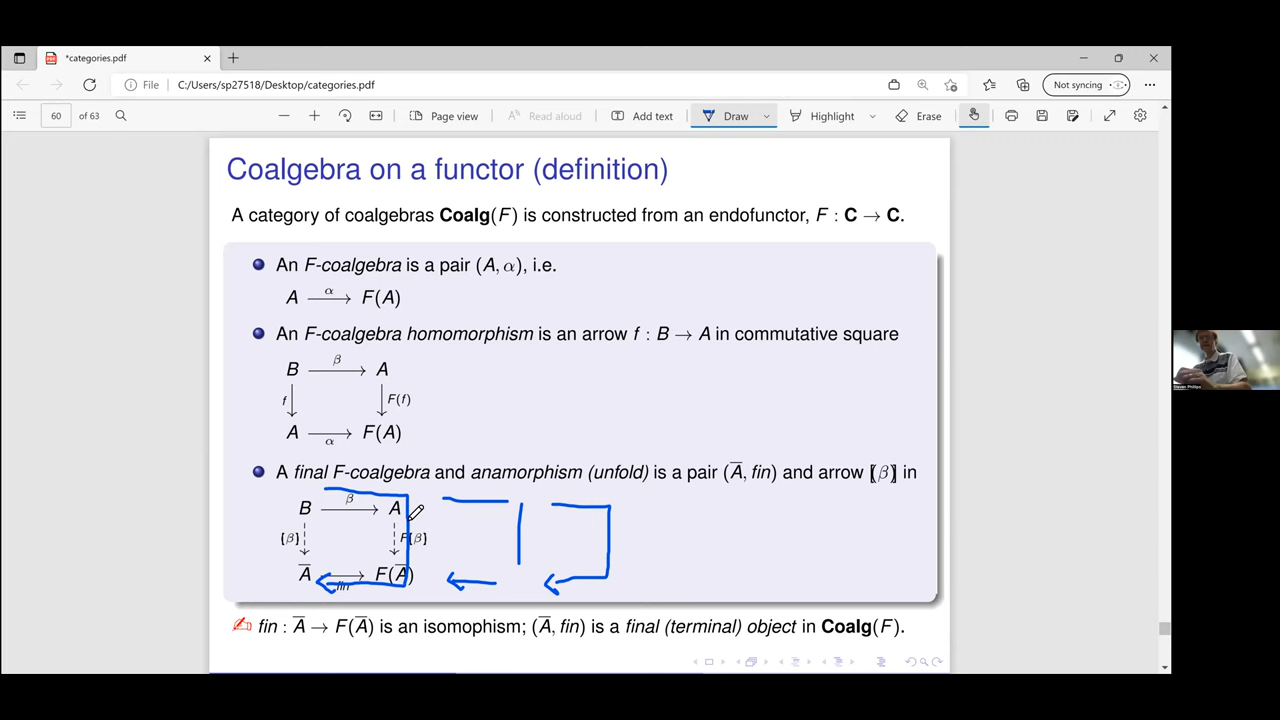 *categories.pdf
File C:/Users/sp27518/Desktop/categories.pdf Not syncing
60 of 63 Page view Read aloud Add text Draw Highlight Erase
Coalgebra on a functor (definition)
A category of coalgebras Coalg(F) is constructed from an endofunctor, F : C → C.
An F-coalgebra is a pair (A, α), i.e.
A α→ F(A)
An F-coalgebra homomorphism is an arrow f : B → A in commutative square
B β→ A
f F(f)
A →α F(A)
A final F-coalgebra and anamorphism (unfold) is a pair (A̅, fin) and arrow [(β)] in
B β→ A
[(β)] F[(β)]
A̅ →fin F(A̅)
fin : A̅ → F(A̅) is an isomophism; (A̅, fin) is a final (terminal) object in Coalg(F).
Steven Phillips